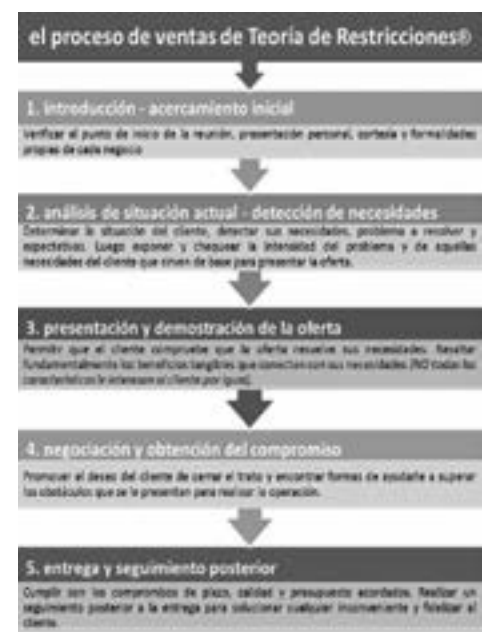 el proceso de ventas de Teoría de Restricciones®
1. introducción - acercamiento inicial
Verificar el punto de inicio de la reunión, presentación personal, cortesía y formalidades
propias de cada negocio
2. análisis de situación actual - detección de necesidades
Determinar la situación del cliente, detectar sus necesidades, problema a resolver y
expectativas. Luego exponer y chequear la intensidad del problema y de aquellas
necesidades del cliente que sirven de base para presentar la oferta.
3. presentación y demostración de la oferta
Permitir que el cliente compruebe que la oferta resuelve sus necesidades. Resaltar
fundamentalmente los beneficios tangibles que conectan con sus necesidades (NO todas las
características le interesan al cliente por igual).
4. negociación y obtención del compromiso
Promover el deseo del cliente de cerrar el trato y encontrar formas de ayudarle a superar
los obstáculos que se le presentan para realizar la operación.
5. entrega y seguimiento posterior
Cumplir con los compromisos de plazo, calidad y presupuesto acordados. Realizar un
seguimiento posterior a la entrega para solucionar cualquier inconveniente y fidelizar al
cliente.